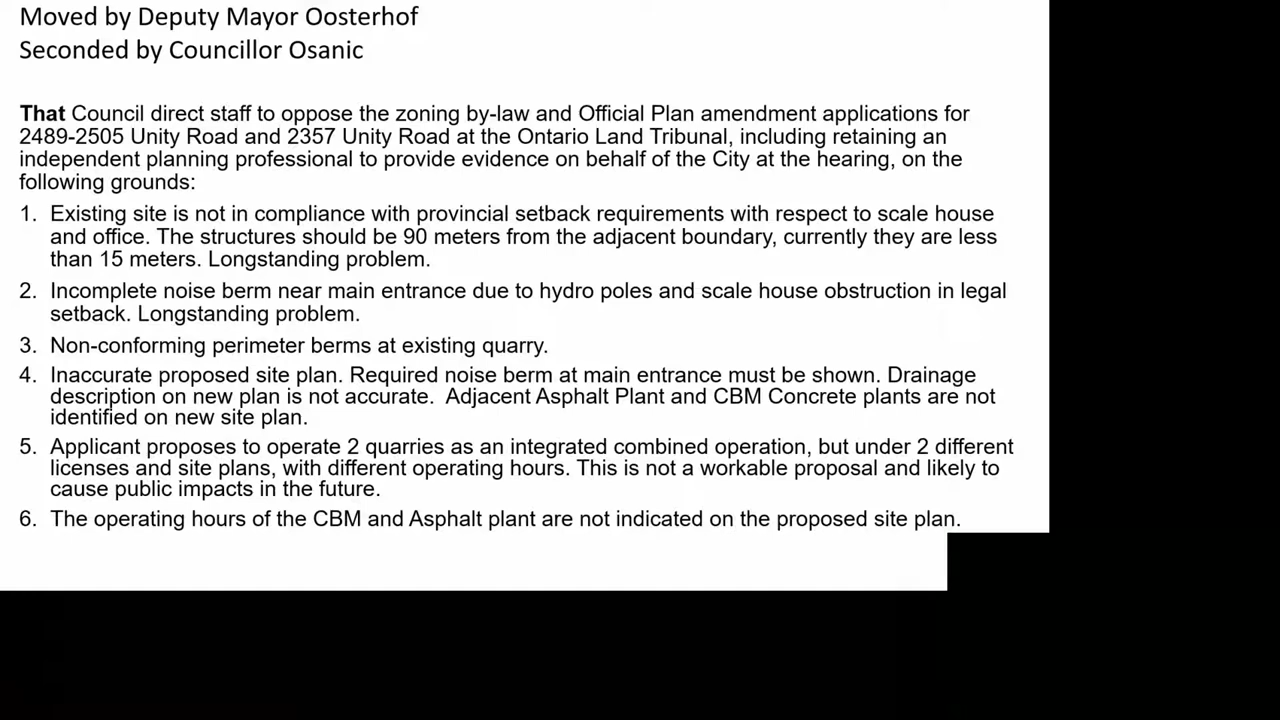 Moved by Deputy Mayor Oosterhof
Seconded by Councillor Osanic
That Council direct staff to oppose the zoning by-law and Official Plan amendment applications for
2489-2505 Unity Road and 2357 Unity Road at the Ontario Land Tribunal, including retaining an
independent planning professional to provide evidence on behalf of the City at the hearing, on the
following grounds:
1. Existing site is not in compliance with provincial setback requirements with respect to scale house
and office. The structures should be 90 meters from the adjacent boundary, currently they are less
than 15 meters. Longstanding problem.
2. Incomplete noise berm near main entrance due to hydro poles and scale house obstruction in legal
setback. Longstanding problem.
3. Non-conforming perimeter berms at existing quarry.
4. Inaccurate proposed site plan. Required noise berm at main entrance must be shown. Drainage
description on new plan is not accurate. Adjacent Asphalt Plant and CBM Concrete plants are not
identified on new site plan.
5. Applicant proposes to operate 2 quarries as an integrated combined operation, but under 2 different
licenses and site plans, with different operating hours. This is not a workable proposal and likely to
cause public impacts in the future.
6. The operating hours of the CBM and Asphalt plant are not indicated on the proposed site plan.